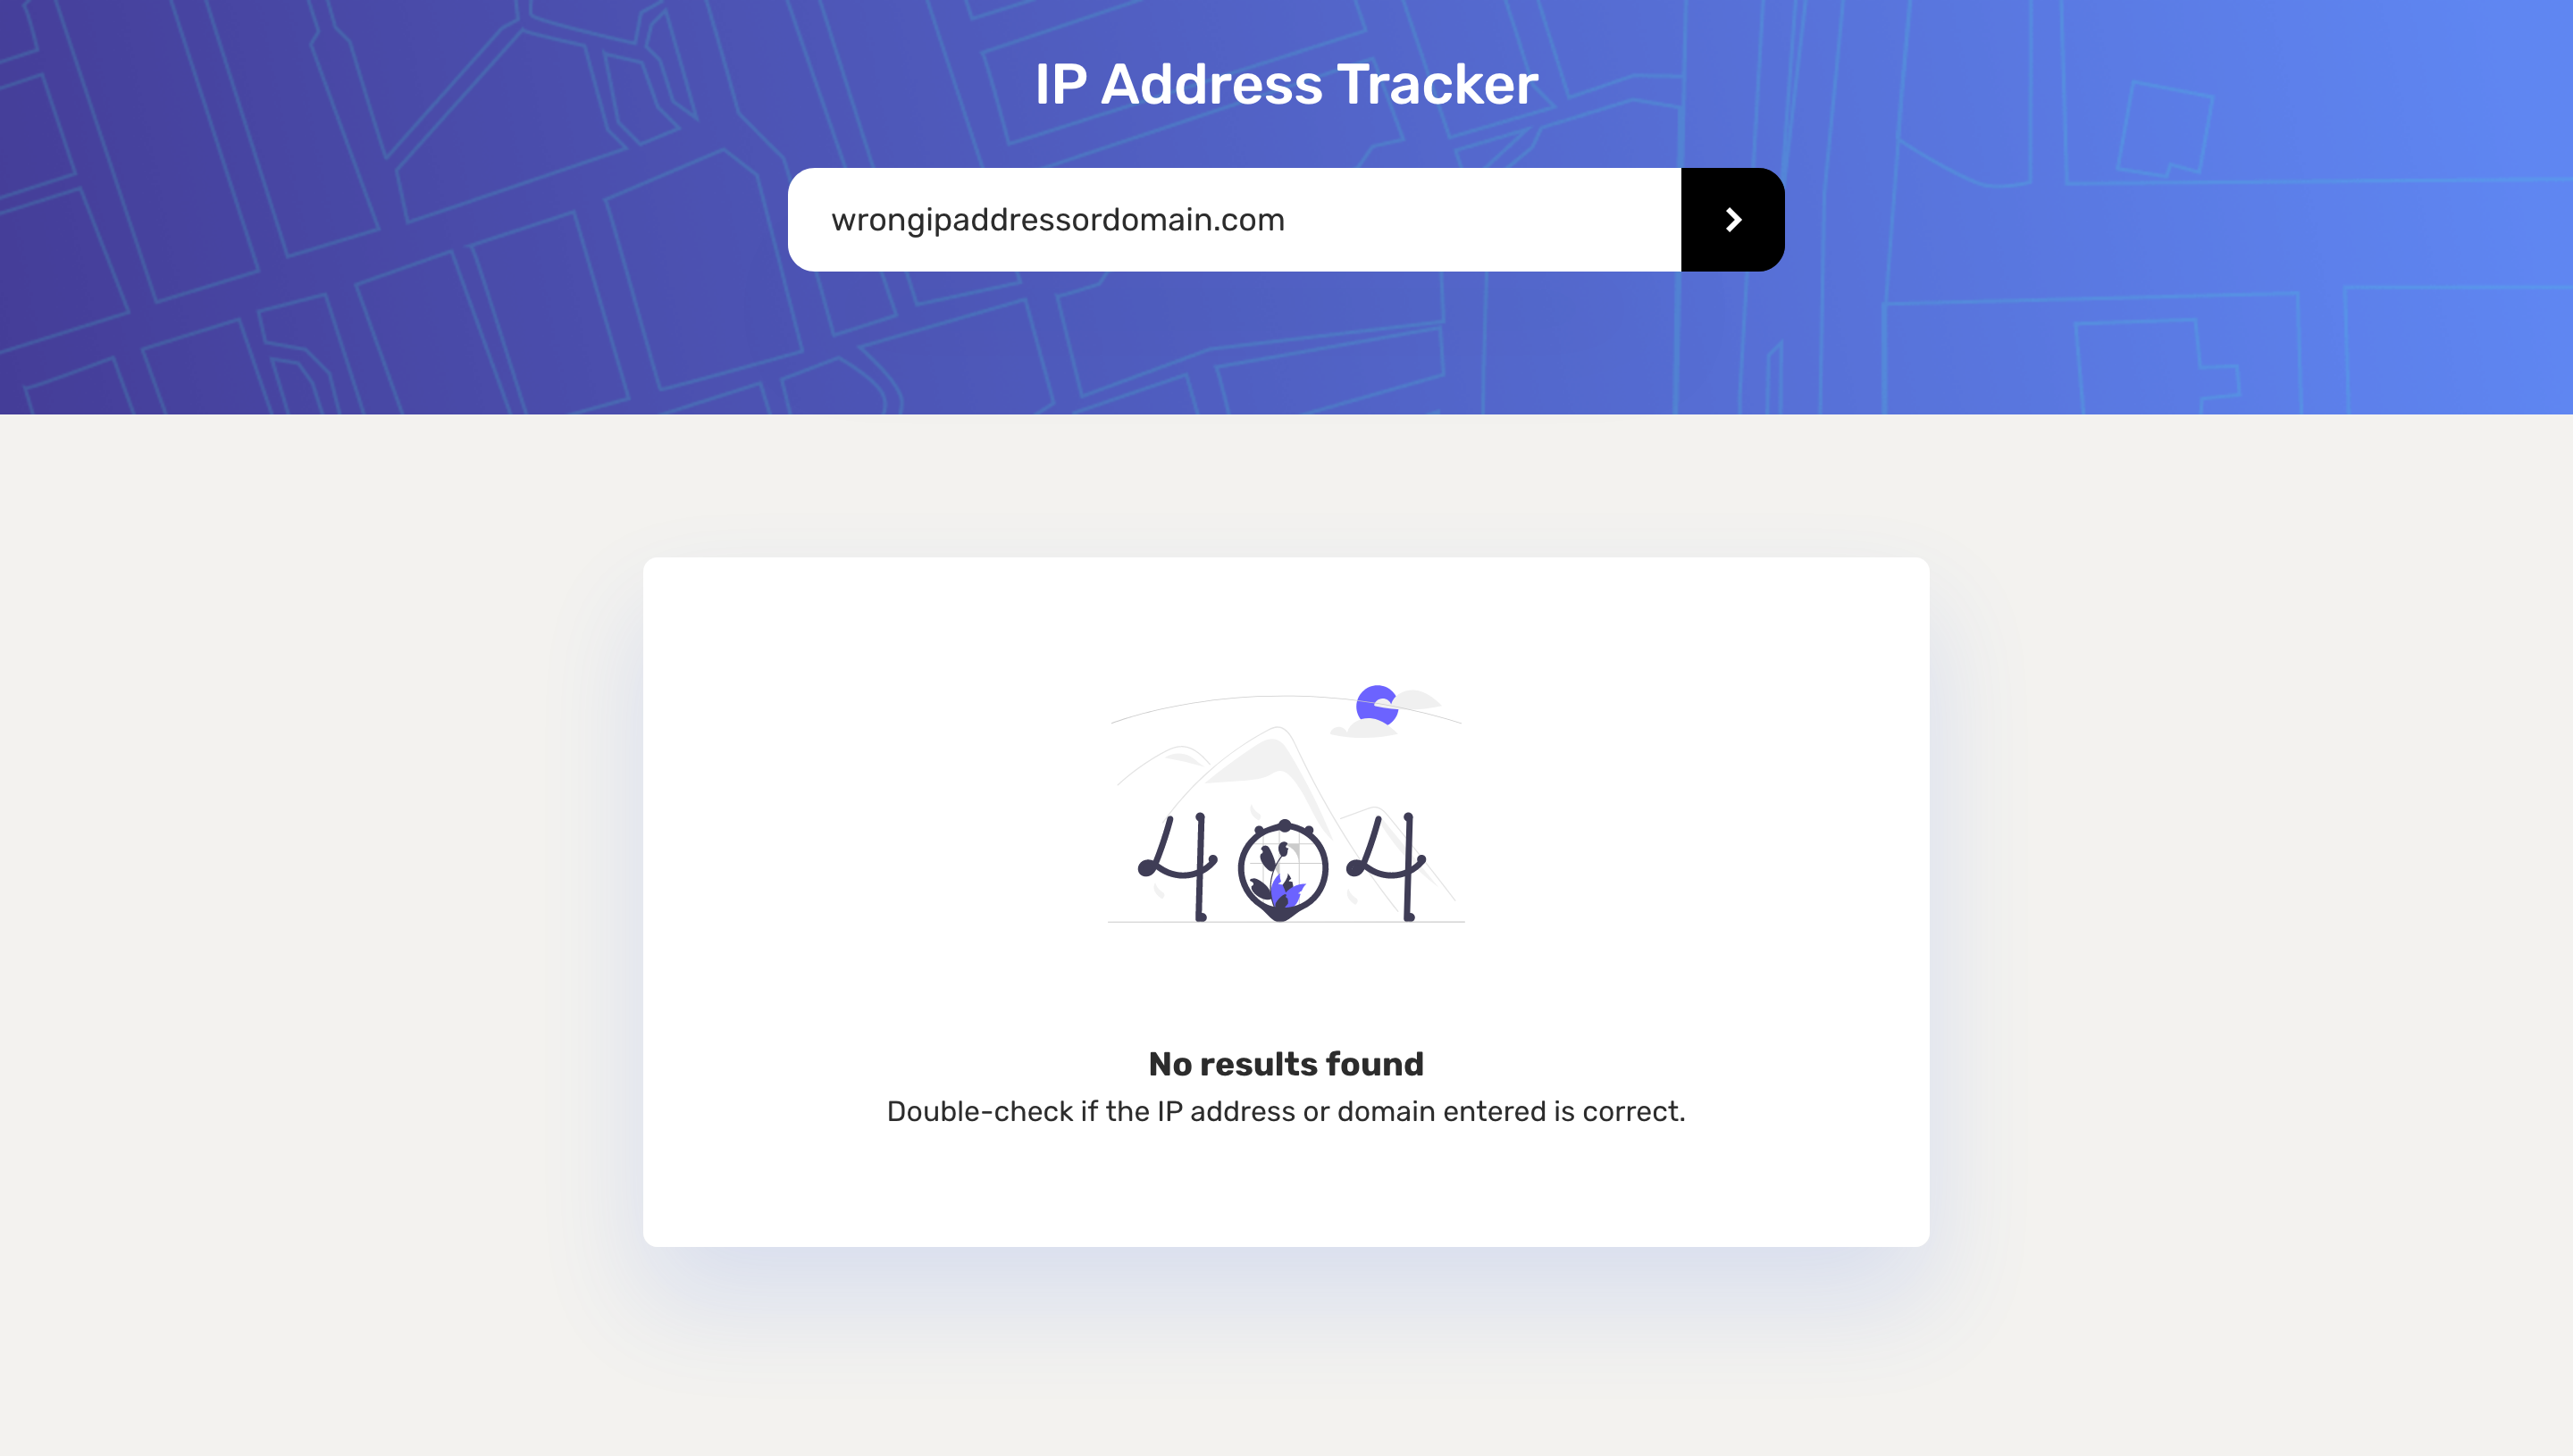 IP Address Tracker
wrongipaddressordomain.com
404
No results found
Double-check if the IP address or domain entered is correct.